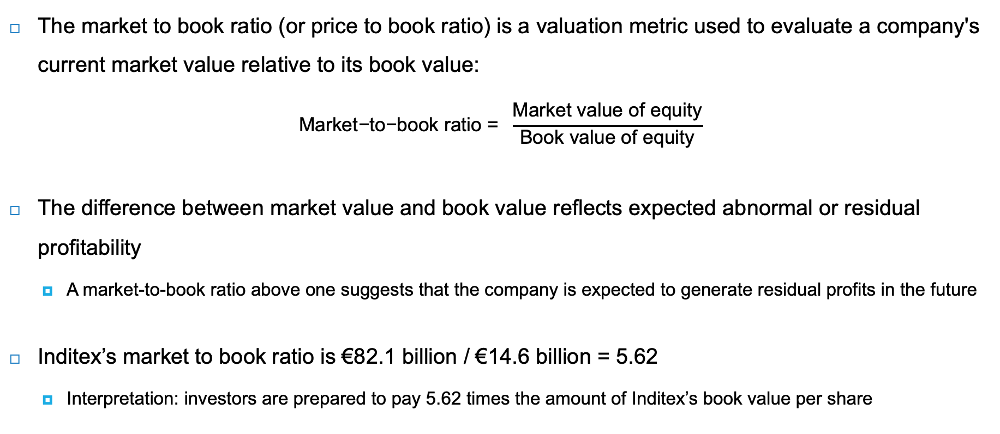 The market to book ratio (or price to book ratio) is a valuation metric used to evaluate a company's
current market value relative to its book value:
Market−to−book ratio = Market value of equity
Book value of equity
The difference between market value and book value reflects expected abnormal or residual
profitability
A market-to-book ratio above one suggests that the company is expected to generate residual profits in the future
Inditex’s market to book ratio is €82.1 billion / €14.6 billion = 5.62
Interpretation: investors are prepared to pay 5.62 times the amount of Inditex’s book value per share